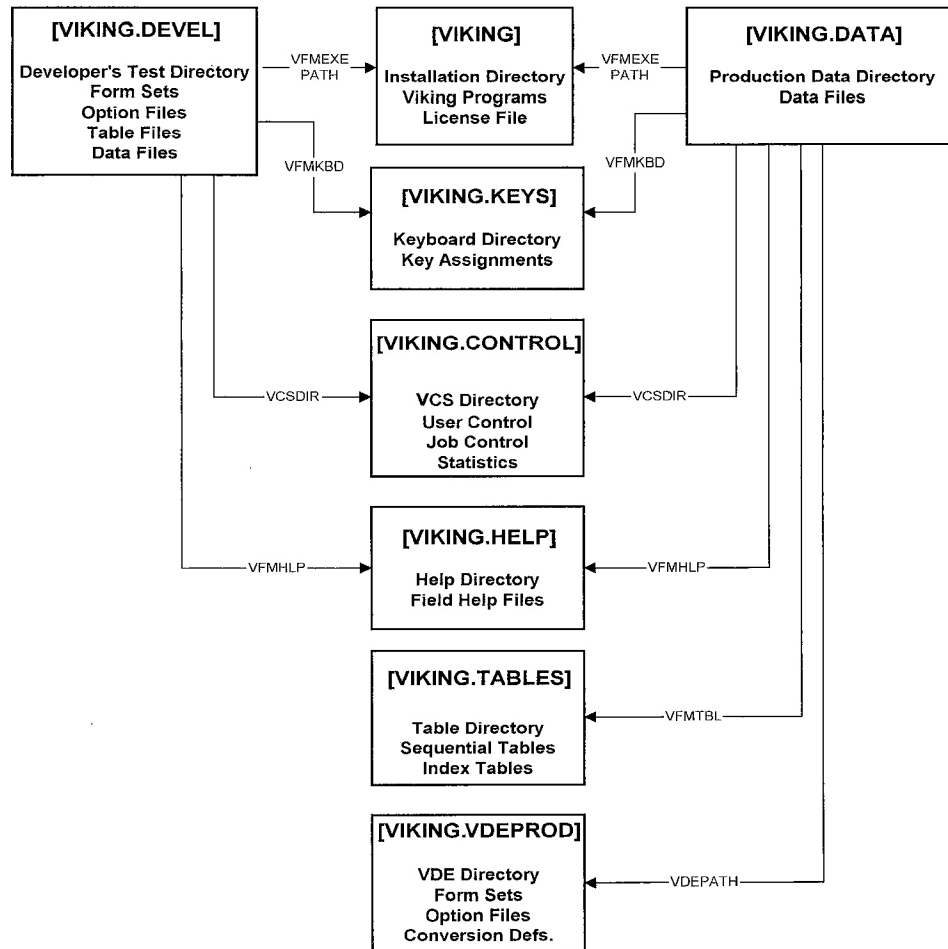 [VIKING.DEVEL]
Developer's Test Directory
Form Sets
Option Files
Table Files
Data Files
VFMEXE
PATH
[VIKING]
Installation Directory
Viking Programs
License File
VFMEXE
PATH
[VIKING.DATA]
Production Data Directory
Data Files
VFMKBD
[VIKING.KEYS]
Keyboard Directory
Key Assignments
VFMKBD
VCSDIR
[VIKING.CONTROL]
VCS Directory
User Control
Job Control
Statistics
VCSDIR
VFMHLP
[VIKING.HELP]
Help Directory
Field Help Files
VFMHLP
[VIKING.TABLES]
Table Directory
Sequential Tables
Index Tables
VFMTBL
[VIKING.VDEPROD]
VDE Directory
Form Sets
Option Files
Conversion Defs.
VDEPATH